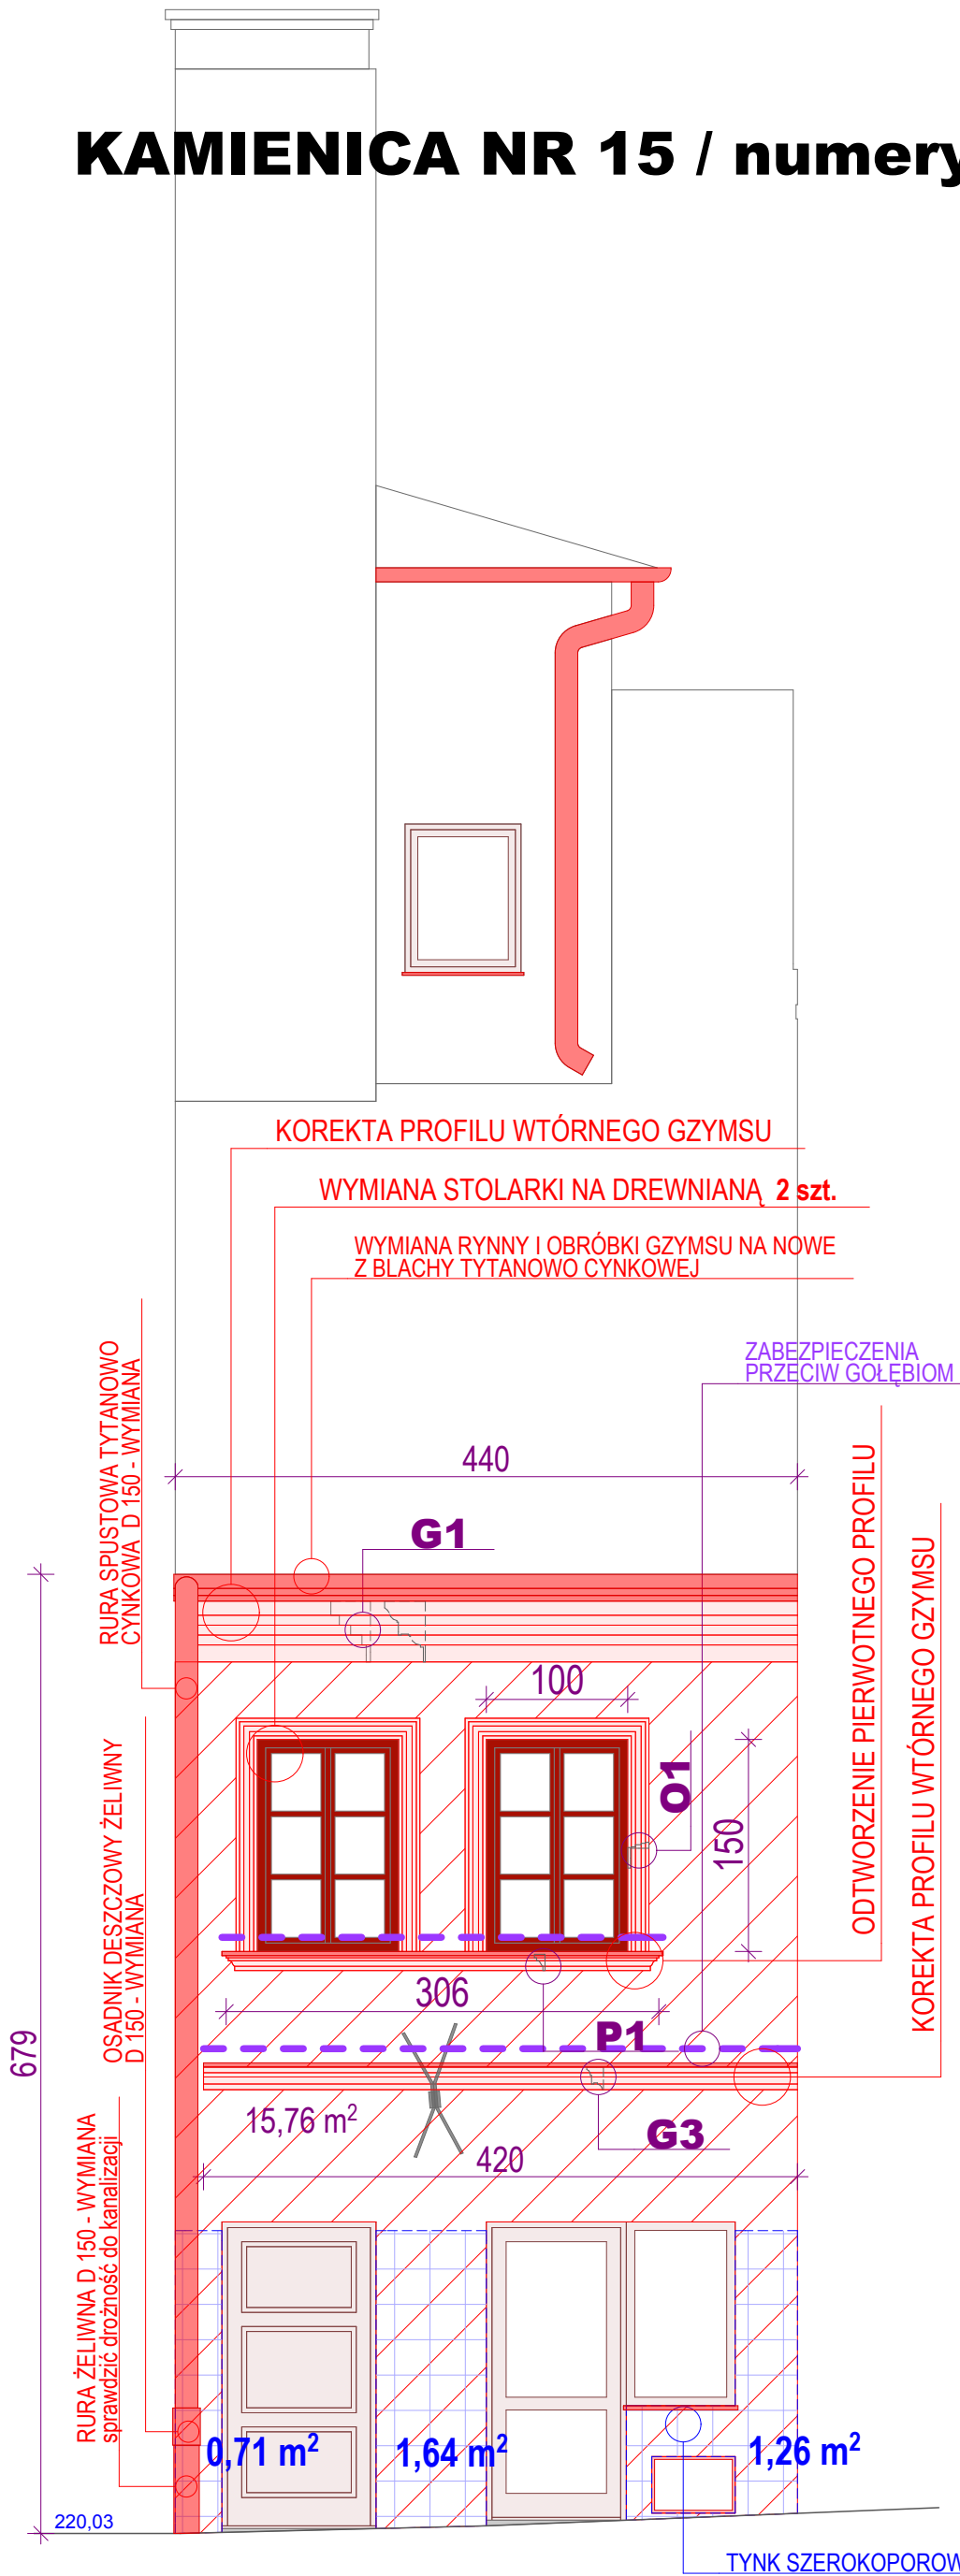 KAMIENICA NR 15 / numery
KOREKTA PROFILU WTÓRNEGO GZYMSU
WYMIANA STOLARKI NA DREWNIANĄ 2 szt.
WYMIANA RYNNY I OBRÓBKI GZYMSU NA NOWE
Z BLACHY TYTANOWO CYNKOWEJ
ZABEZPIECZENIA
PRZECIW GOŁĘBIOM
RURA SPUSTOWA TYTANOWO
CYNKOWA D 150 - WYMIANA
440
G1
ODTWORZENIE PIERWOTNEGO PROFILU
KOREKTA PROFILU WTÓRNEGO GZYMSU
100
O1
150
OSADNIK DESZCZOWY ŻELIWNY
D 150 - WYMIANA
306
P1
679
15,76 m²
G3
420
RURA ŻELIWNA D 150 - WYMIANA
sprawdzić drożność do kanalizacji
0,71 m²
1,64 m²
1,26 m²
220,03
TYNK SZEROKOPOROW